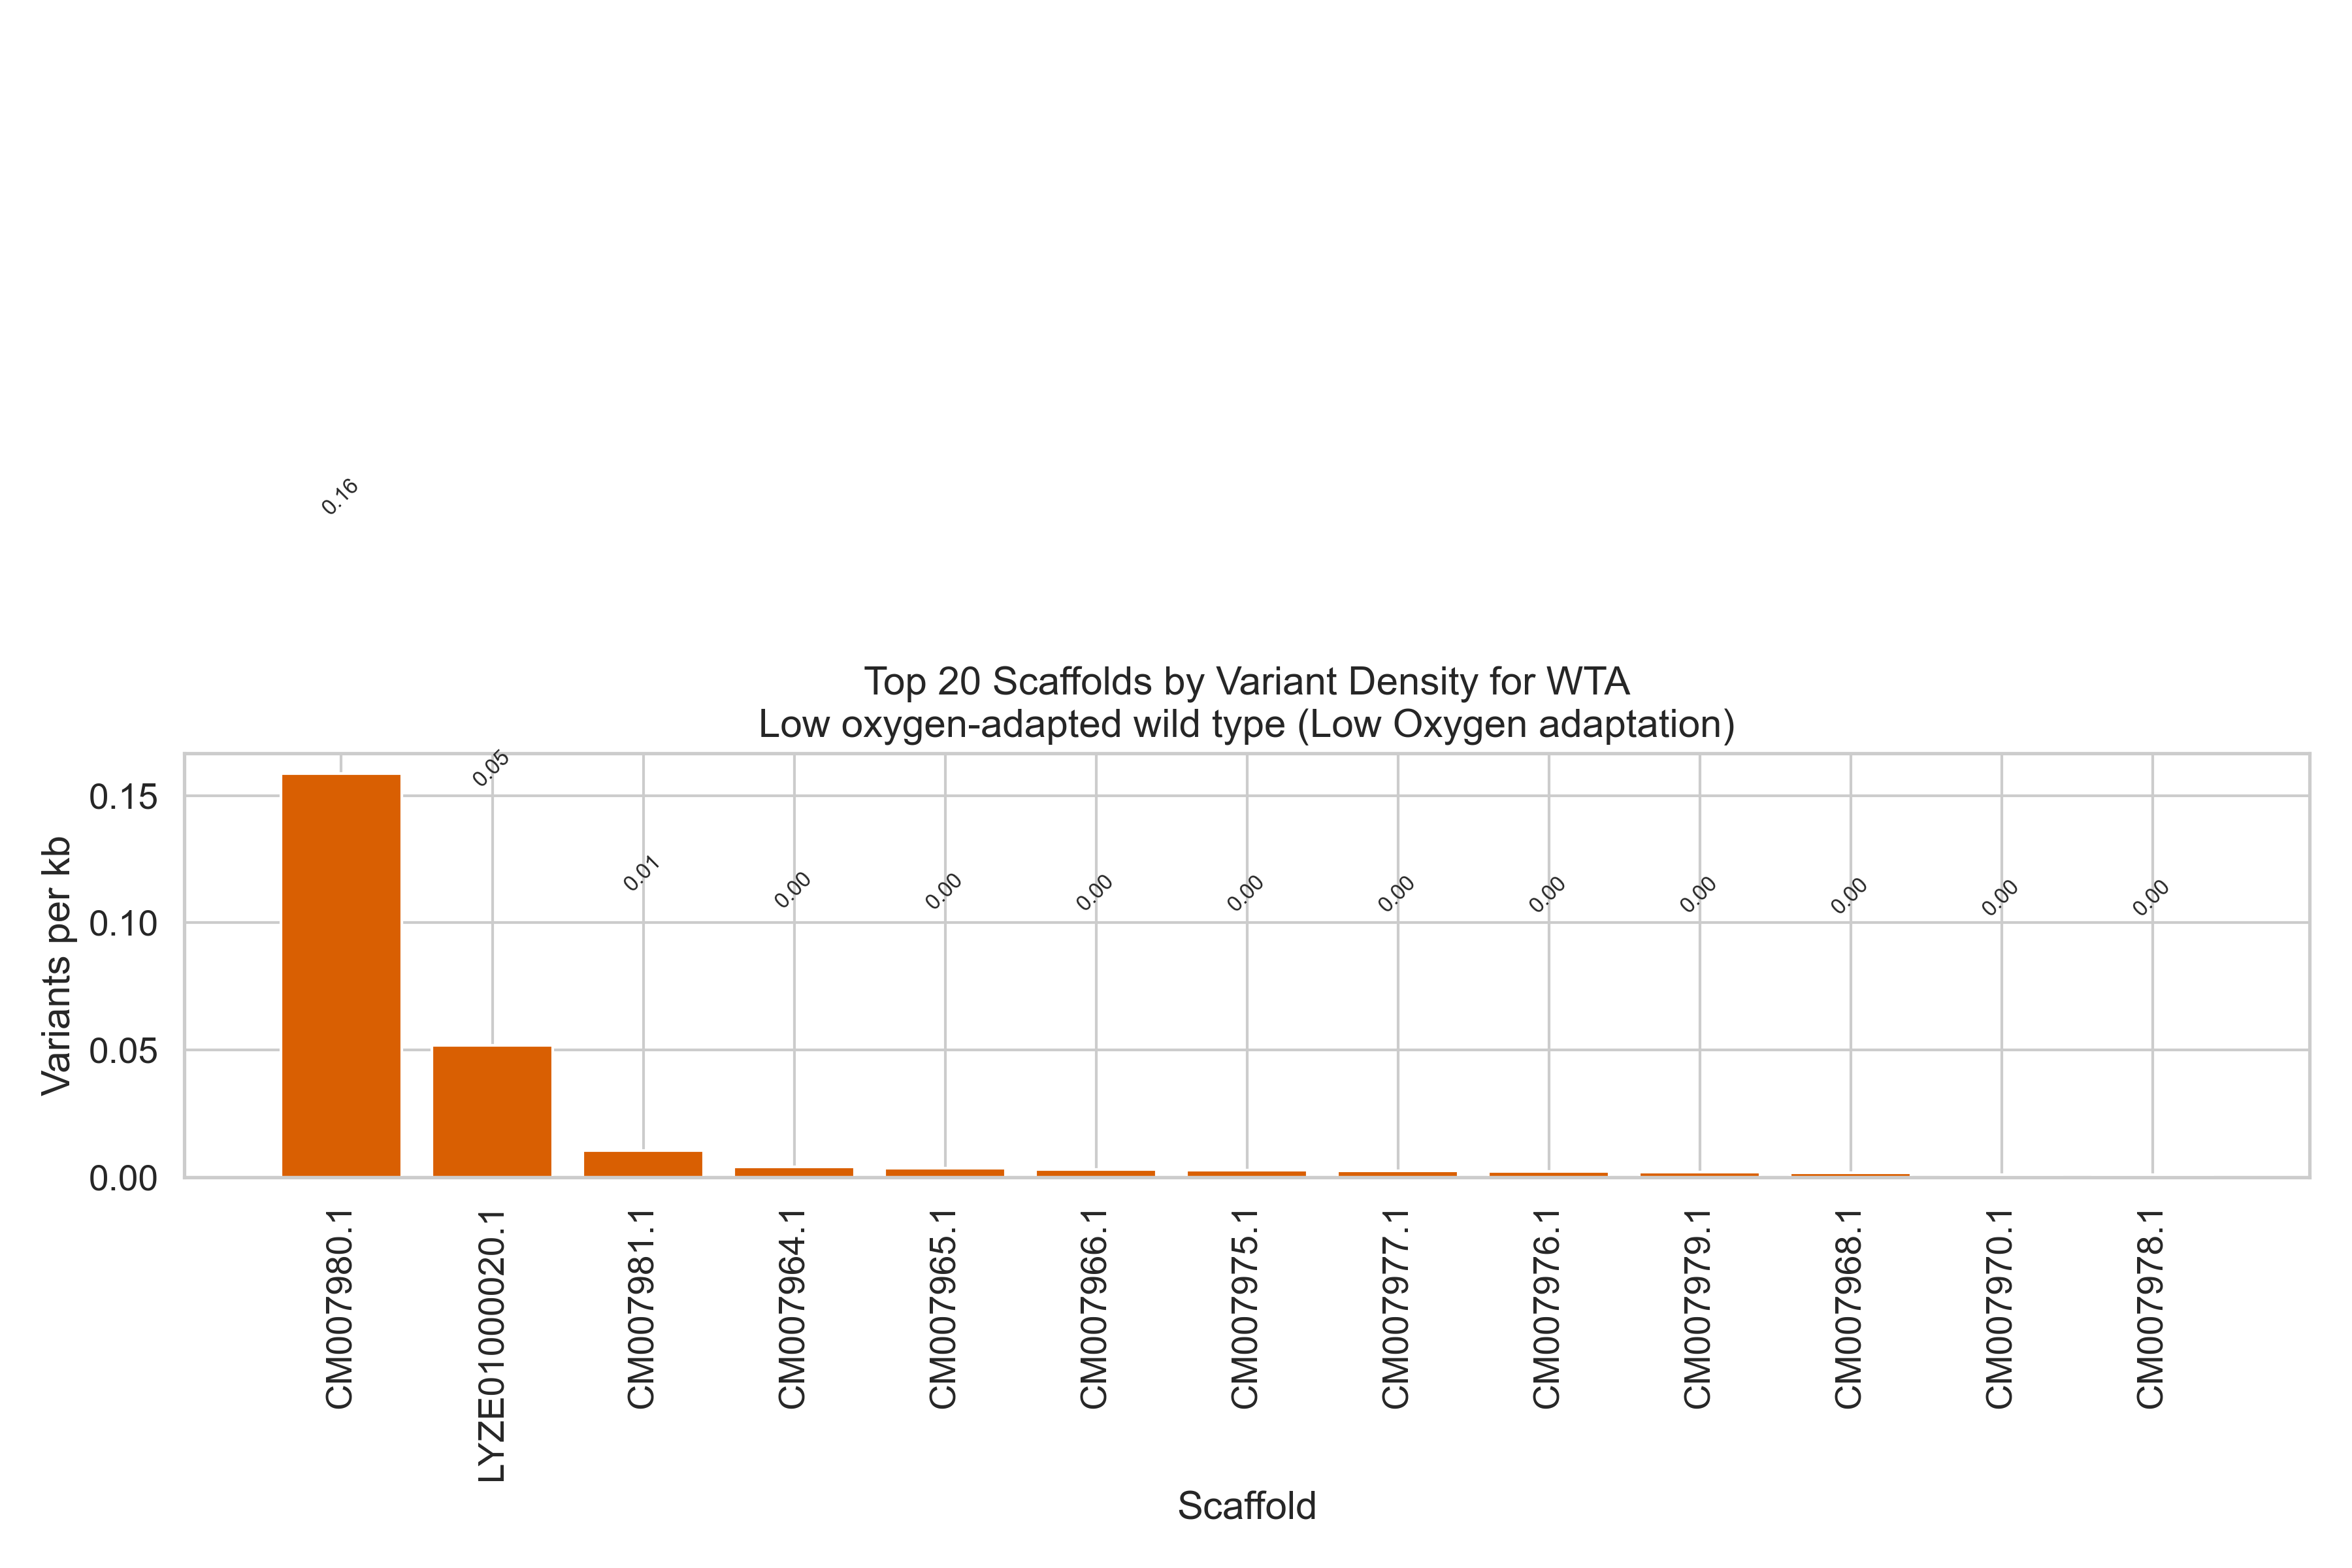 0.16
Top 20 Scaffolds by Variant Density for WTA
Low oxygen-adapted wild type (Low Oxygen adaptation)
0.05
0.01
0.00
0.00
0.00
0.00
0.00
0.00
0.00
0.00
0.00
0.00
0.15
0.10
0.05
0.00
Variants per kb
CM007980.1
LYZE01000020.1
CM007981.1
CM007964.1
CM007965.1
CM007966.1
CM007975.1
CM007977.1
CM007976.1
CM007979.1
CM007968.1
CM007970.1
CM007978.1
Scaffold